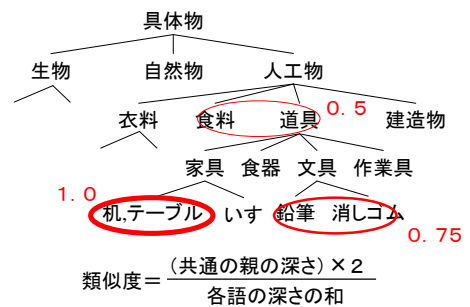 具体物
生物 自然物 人工物
衣料 食料 道具 0.5 建造物
家具 食器 文具 作業具
1.0
机,テーブル いす 鉛筆 消しゴム
0.75
類似度＝(共通の親の深さ)×2
各語の深さの和